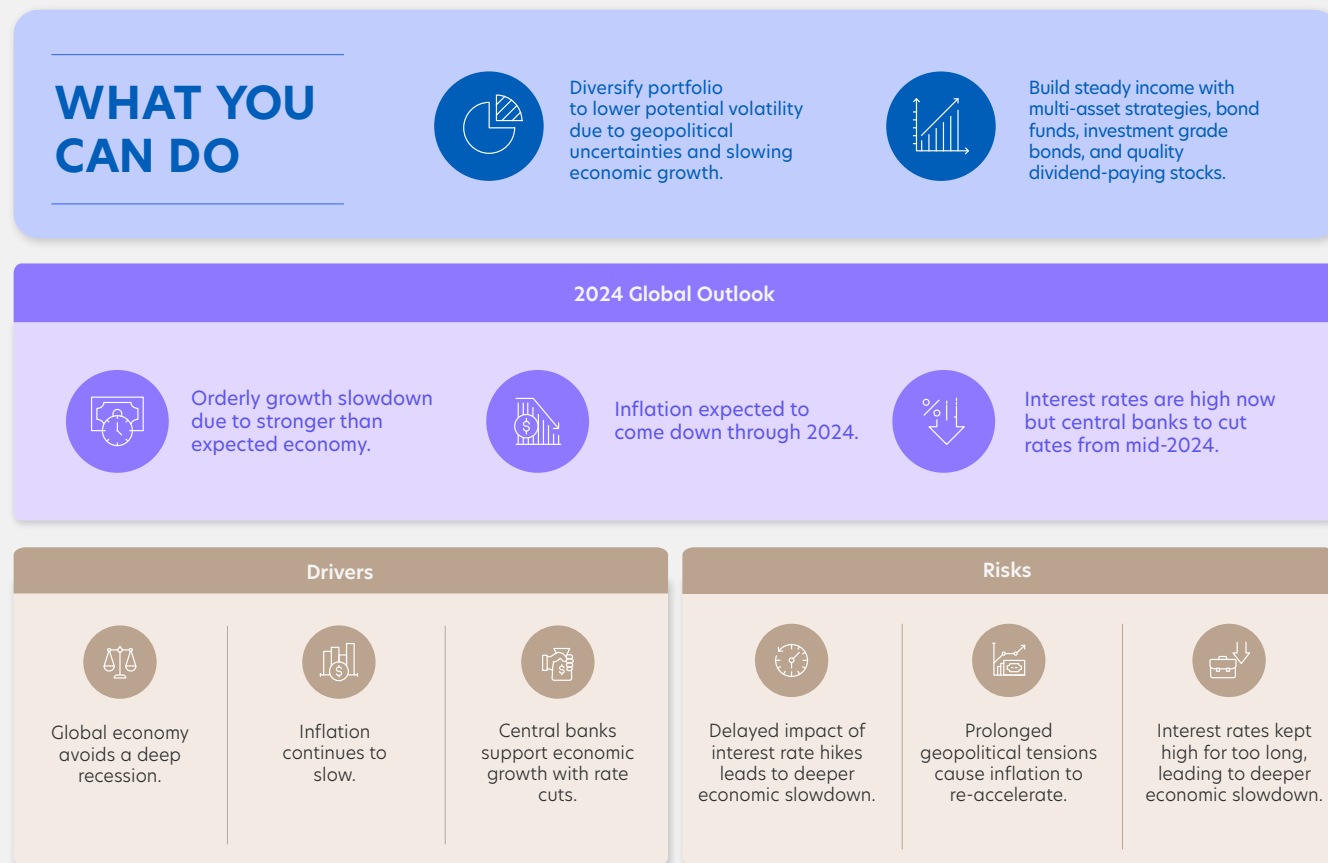 WHAT YOU
CAN DO
Diversify portfolio
to lower potential volatility
due to geopolitical
uncertainties and slowing
economic growth.
Build steady income with
multi-asset strategies, bond
funds, investment grade
bonds, and quality
dividend-paying stocks.
2024 Global Outlook
Orderly growth slowdown
due to stronger than
expected economy.
Inflation expected to
come down through 2024.
Interest rates are high now
but central banks to cut
rates from mid-2024.
Drivers
Global economy
avoids a deep
recession.
Inflation
continues to
slow.
Central banks
support economic
growth with rate
cuts.
Risks
Delayed impact of
interest rate hikes
leads to deeper
economic slowdown.
Prolonged
geopolitical tensions
cause inflation to
re-accelerate.
Interest rates kept
high for too long,
leading to deeper
economic slowdown.